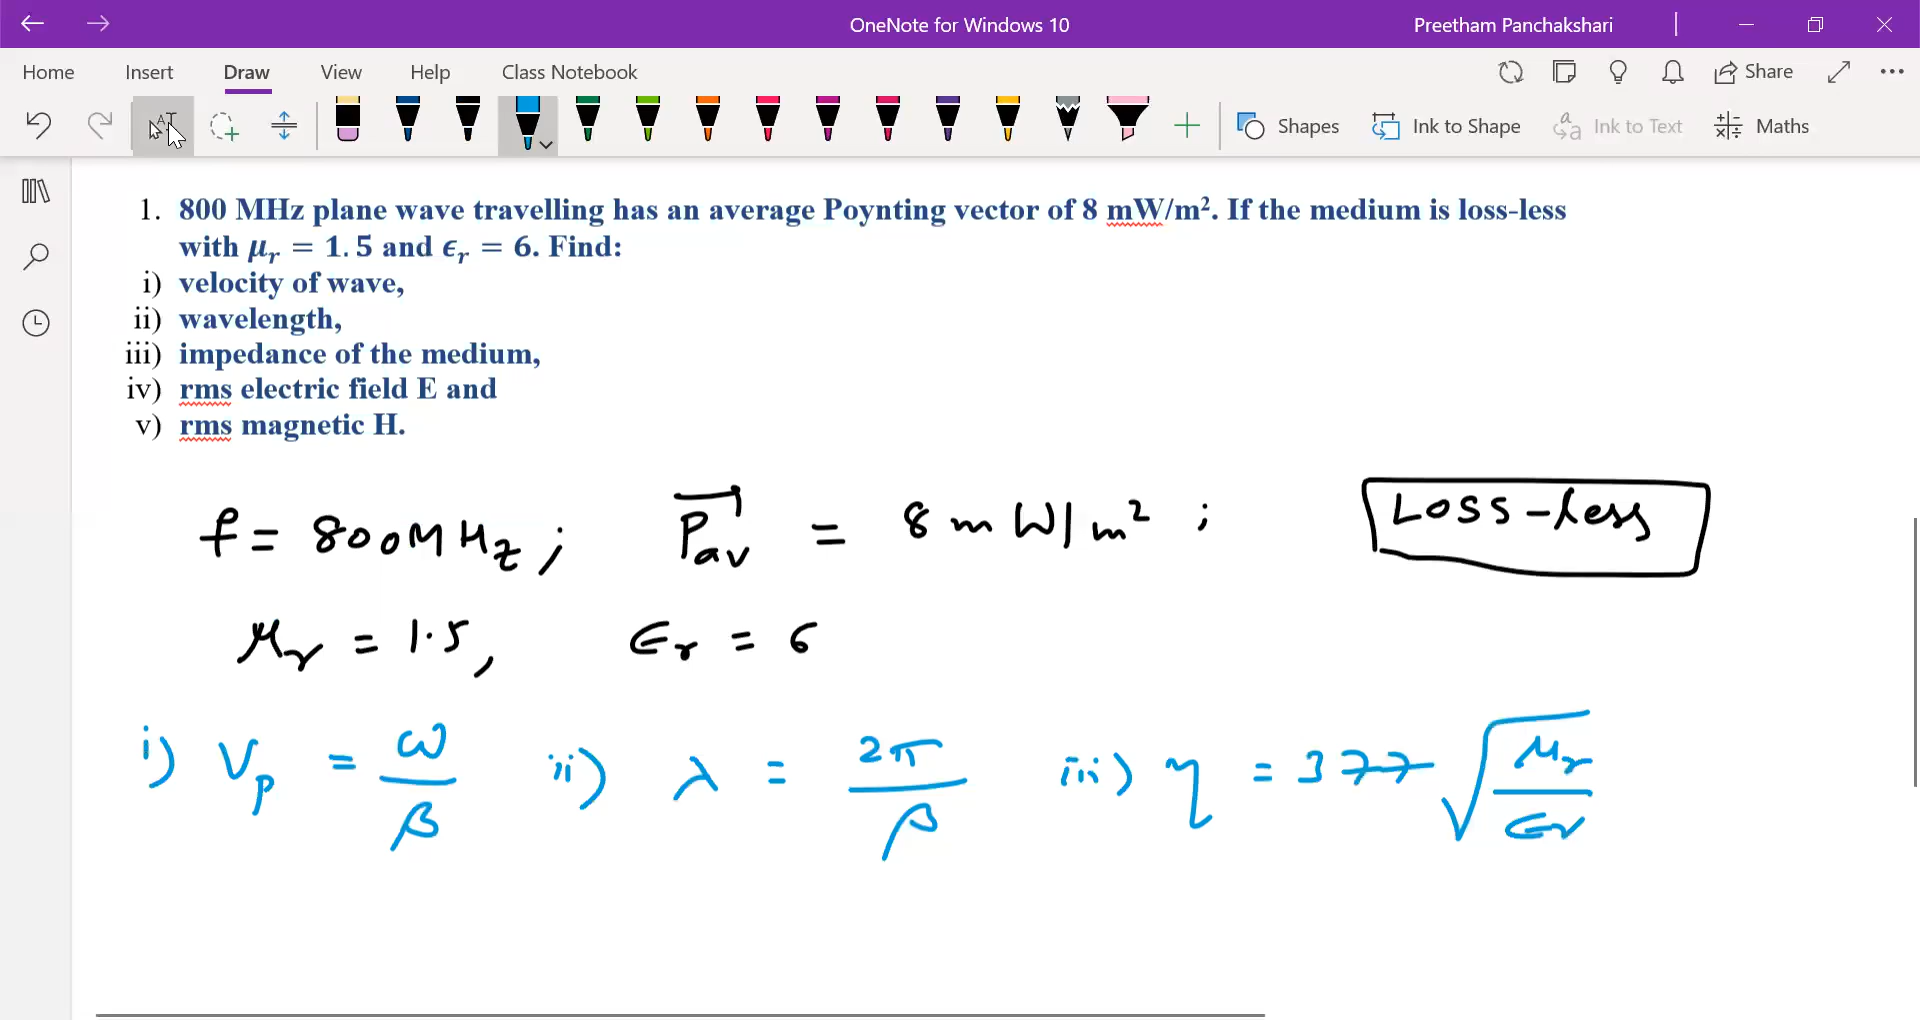 OneNote for Windows 10
Preetham Panchakshari
Home Insert Draw View Help Class Notebook Share
Shapes Ink to Shape Ink to Text Maths
1. 800 MHz plane wave travelling has an average Poynting vector of 8 mW/m². If the medium is loss-less
with μᵣ = 1.5 and ϵᵣ = 6. Find:
i) velocity of wave,
ii) wavelength,
iii) impedance of the medium,
iv) rms electric field E and
v) rms magnetic H.
f = 800MHz; P⃗av = 8 mW/m² ; Loss-less
μr = 1.5, ϵr = 6
i) Vp = ω/β ii) λ = 2π/β iii) η = 377 √(μr/ϵr)